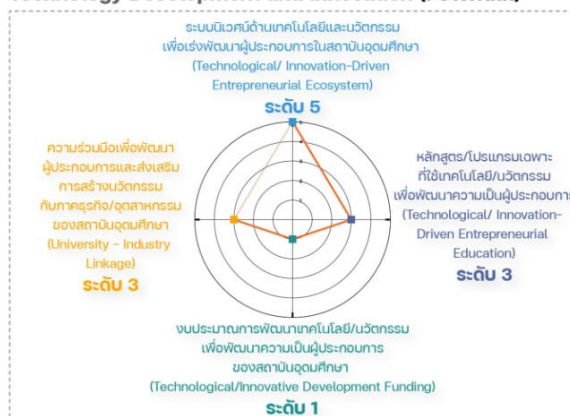 Technology Development and Innovation (Potential)
ระบบนิเวศน์ด้านเทคโนโลยีและนวัตกรรม
เพื่อเร่งพัฒนาผู้ประกอบการในสถาบันอุดมศึกษา
(Technological/ Innovation-Driven
Entrepreneurial Ecosystem)
ระดับ 5
ความร่วมมือเพื่อพัฒนา
ผู้ประกอบการและส่งเสริม
การสร้างนวัตกรรม
กับภาคธุรกิจ/อุตสาหกรรม
ของสถาบันอุดมศึกษา
(University - Industry
Linkage)
ระดับ 3
หลักสูตร/โปรแกรมเฉพาะ
ที่ใช้เทคโนโลยี/นวัตกรรม
เพื่อพัฒนาความเป็นผู้ประกอบการ
(Technological/ Innovation-
Driven Entrepreneurial
Education)
ระดับ 3
งบประมาณการพัฒนาเทคโนโลยี/นวัตกรรม
เพื่อพัฒนาความเป็นผู้ประกอบการ
ของสถาบันอุดมศึกษา
(Technological/Innovative Development Funding)
ระดับ 1